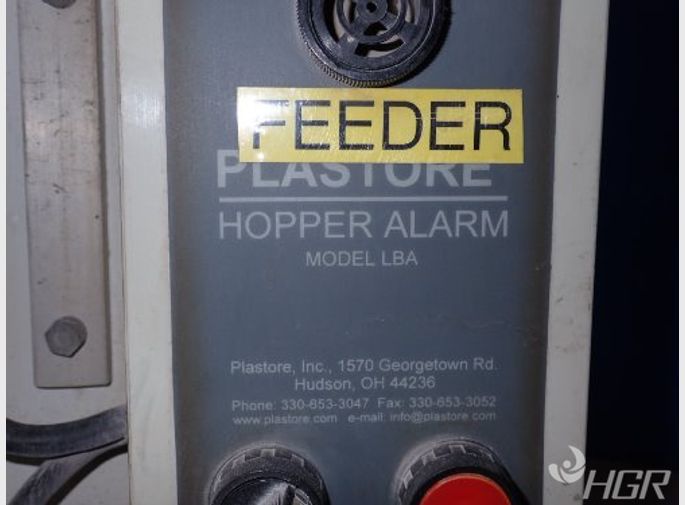 FEEDER
PLASTORE
HOPPER ALARM
MODEL LBA
Plastore, Inc., 1570 Georgetown Rd.
Hudson, OH 44236
Phone: 330-653-3047 Fax: 330-653-3052
www.plastore.com e-mail: info@plastore.com
HGR